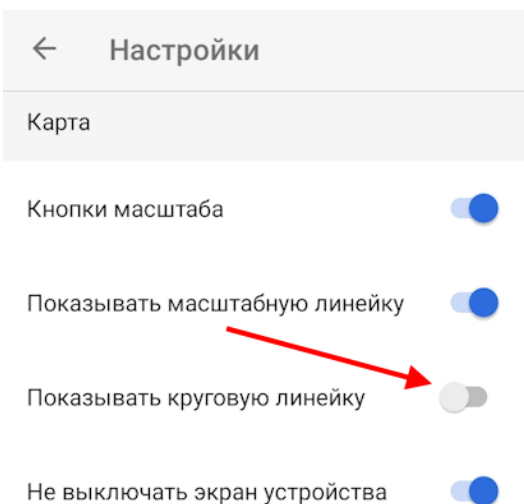 Настройки
Карта
Кнопки масштаба
Показывать масштабную линейку
Показывать круговую линейку
Не выключать экран устройства